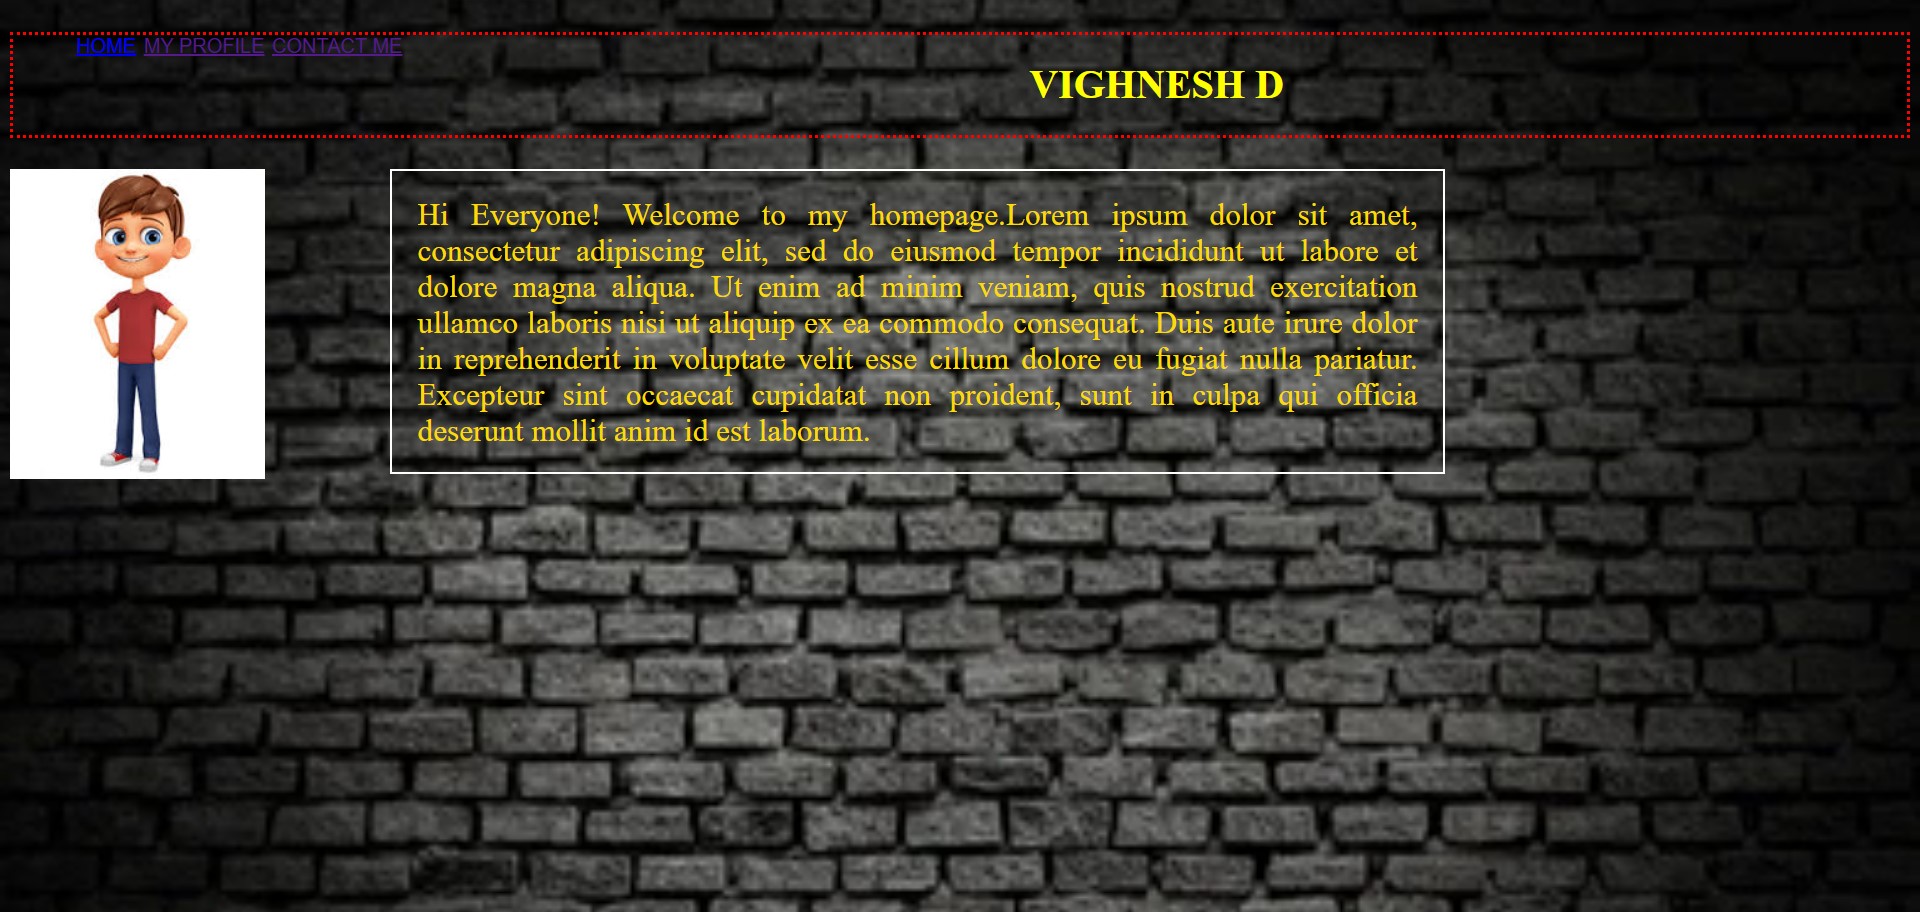 HOME MY PROFILE CONTACT ME
VIGHNESH D
Hi Everyone! Welcome to my homepage.Lorem ipsum dolor sit amet,
consectetur adipiscing elit, sed do eiusmod tempor incididunt ut labore et
dolore magna aliqua. Ut enim ad minim veniam, quis nostrud exercitation
ullamco laboris nisi ut aliquip ex ea commodo consequat. Duis aute irure dolor
in reprehenderit in voluptate velit esse cillum dolore eu fugiat nulla pariatur.
Excepteur sint occaecat cupidatat non proident, sunt in culpa qui officia
deserunt mollit anim id est laborum.